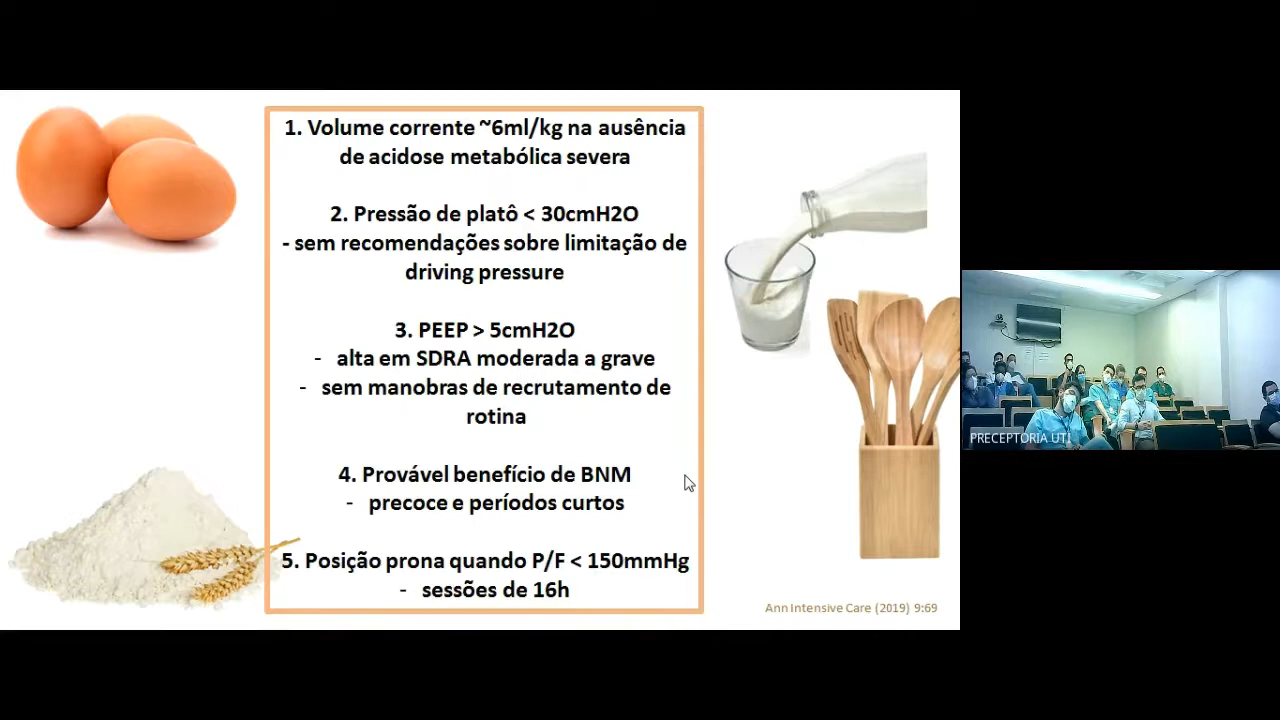 1. Volume corrente ~6ml/kg na ausência
de acidose metabólica severa
2. Pressão de platô < 30cmH2O
- sem recomendações sobre limitação de
driving pressure
3. PEEP > 5cmH2O
- alta em SDRA moderada a grave
- sem manobras de recrutamento de
rotina
4. Provável benefício de BNM
- precoce e períodos curtos
5. Posição prona quando P/F < 150mmHg
- sessões de 16h
Ann Intensive Care (2019) 9:69
PRECEPTORIA UTI